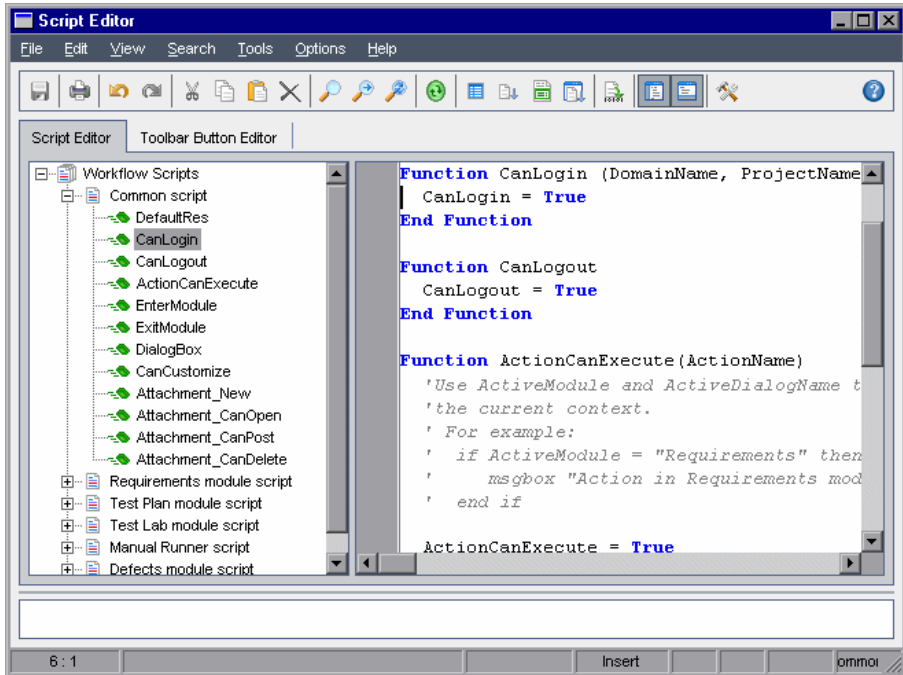 Script Editor
File Edit View Search Tools Options Help
Script Editor Toolbar Button Editor
Workflow Scripts
Common script
DefaultRes
CanLogin
CanLogout
ActionCanExecute
EnterModule
ExitModule
DialogBox
CanCustomize
Attachment_New
Attachment_CanOpen
Attachment_CanPost
Attachment_CanDelete
Requirements module script
Test Plan module script
Test Lab module script
Manual Runner script
Defects module script
Function CanLogin (DomainName, ProjectName
CanLogin = True
End Function
Function CanLogout
CanLogout = True
End Function
Function ActionCanExecute(ActionName)
'Use ActiveModule and ActiveDialogName t
'the current context.
' For example:
' if ActiveModule = "Requirements" then
' msgbox "Action in Requirements mod
' end if
ActionCanExecute = True
6 : 1 Insert